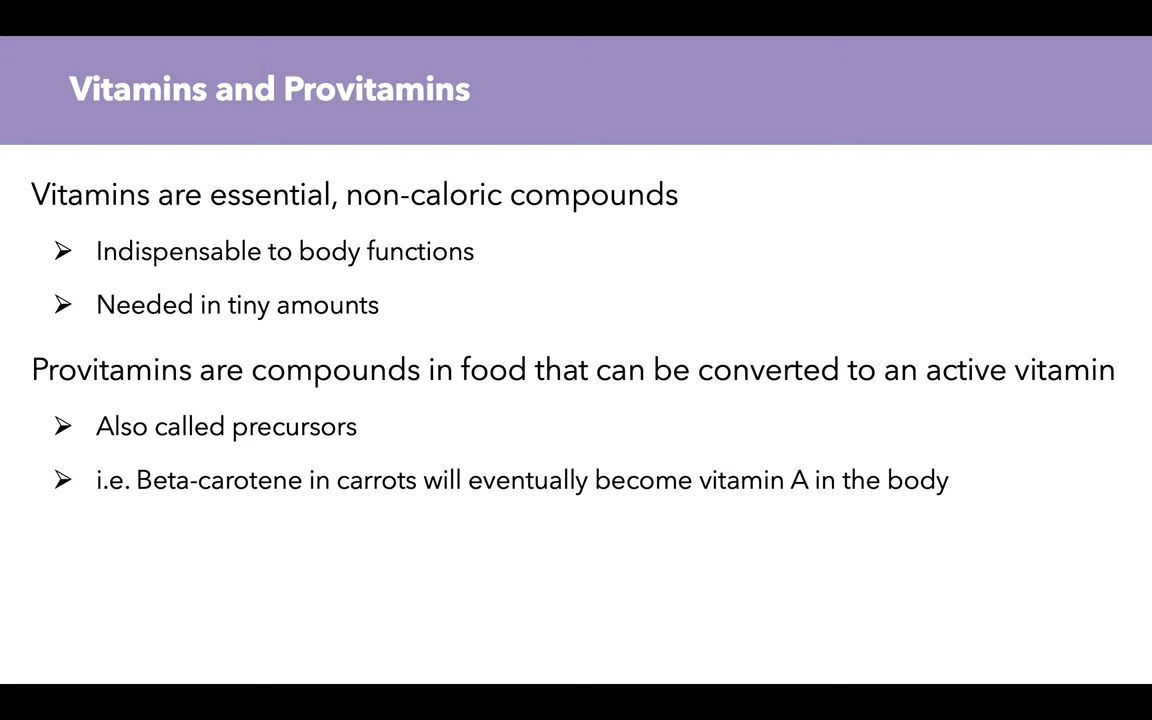 Vitamins and Provitamins
Vitamins are essential, non-caloric compounds
➢ Indispensable to body functions
➢ Needed in tiny amounts
Provitamins are compounds in food that can be converted to an active vitamin
➢ Also called precursors
➢ i.e. Beta-carotene in carrots will eventually become vitamin A in the body